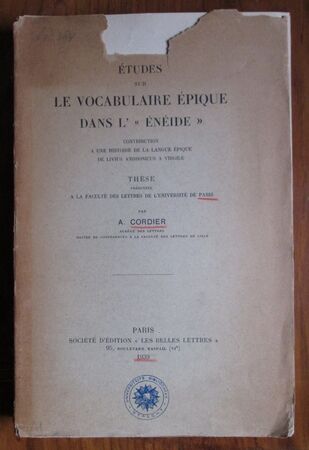 ÉTUDES
SUR
LE VOCABULAIRE ÉPIQUE
DANS L' « ÉNÉIDE »
CONTRIBUTION
A UNE HISTOIRE DE LA LANGUE ÉPIQUE
DE LIVIUS ANDRONICUS A VIRGILE
THÈSE
PRÉSENTÉE
A LA FACULTÉ DES LETTRES DE L'UNIVERSITÉ DE PARIS
PAR
A. CORDIER
AGRÉGÉ DES LETTRES
MAITRE DE CONFÉRENCES A LA FACULTÉ DES LETTRES DE LILLE
PARIS
SOCIÉTÉ D'ÉDITION « LES BELLES LETTRES »
95, BOULEVARD RASPAIL
1939